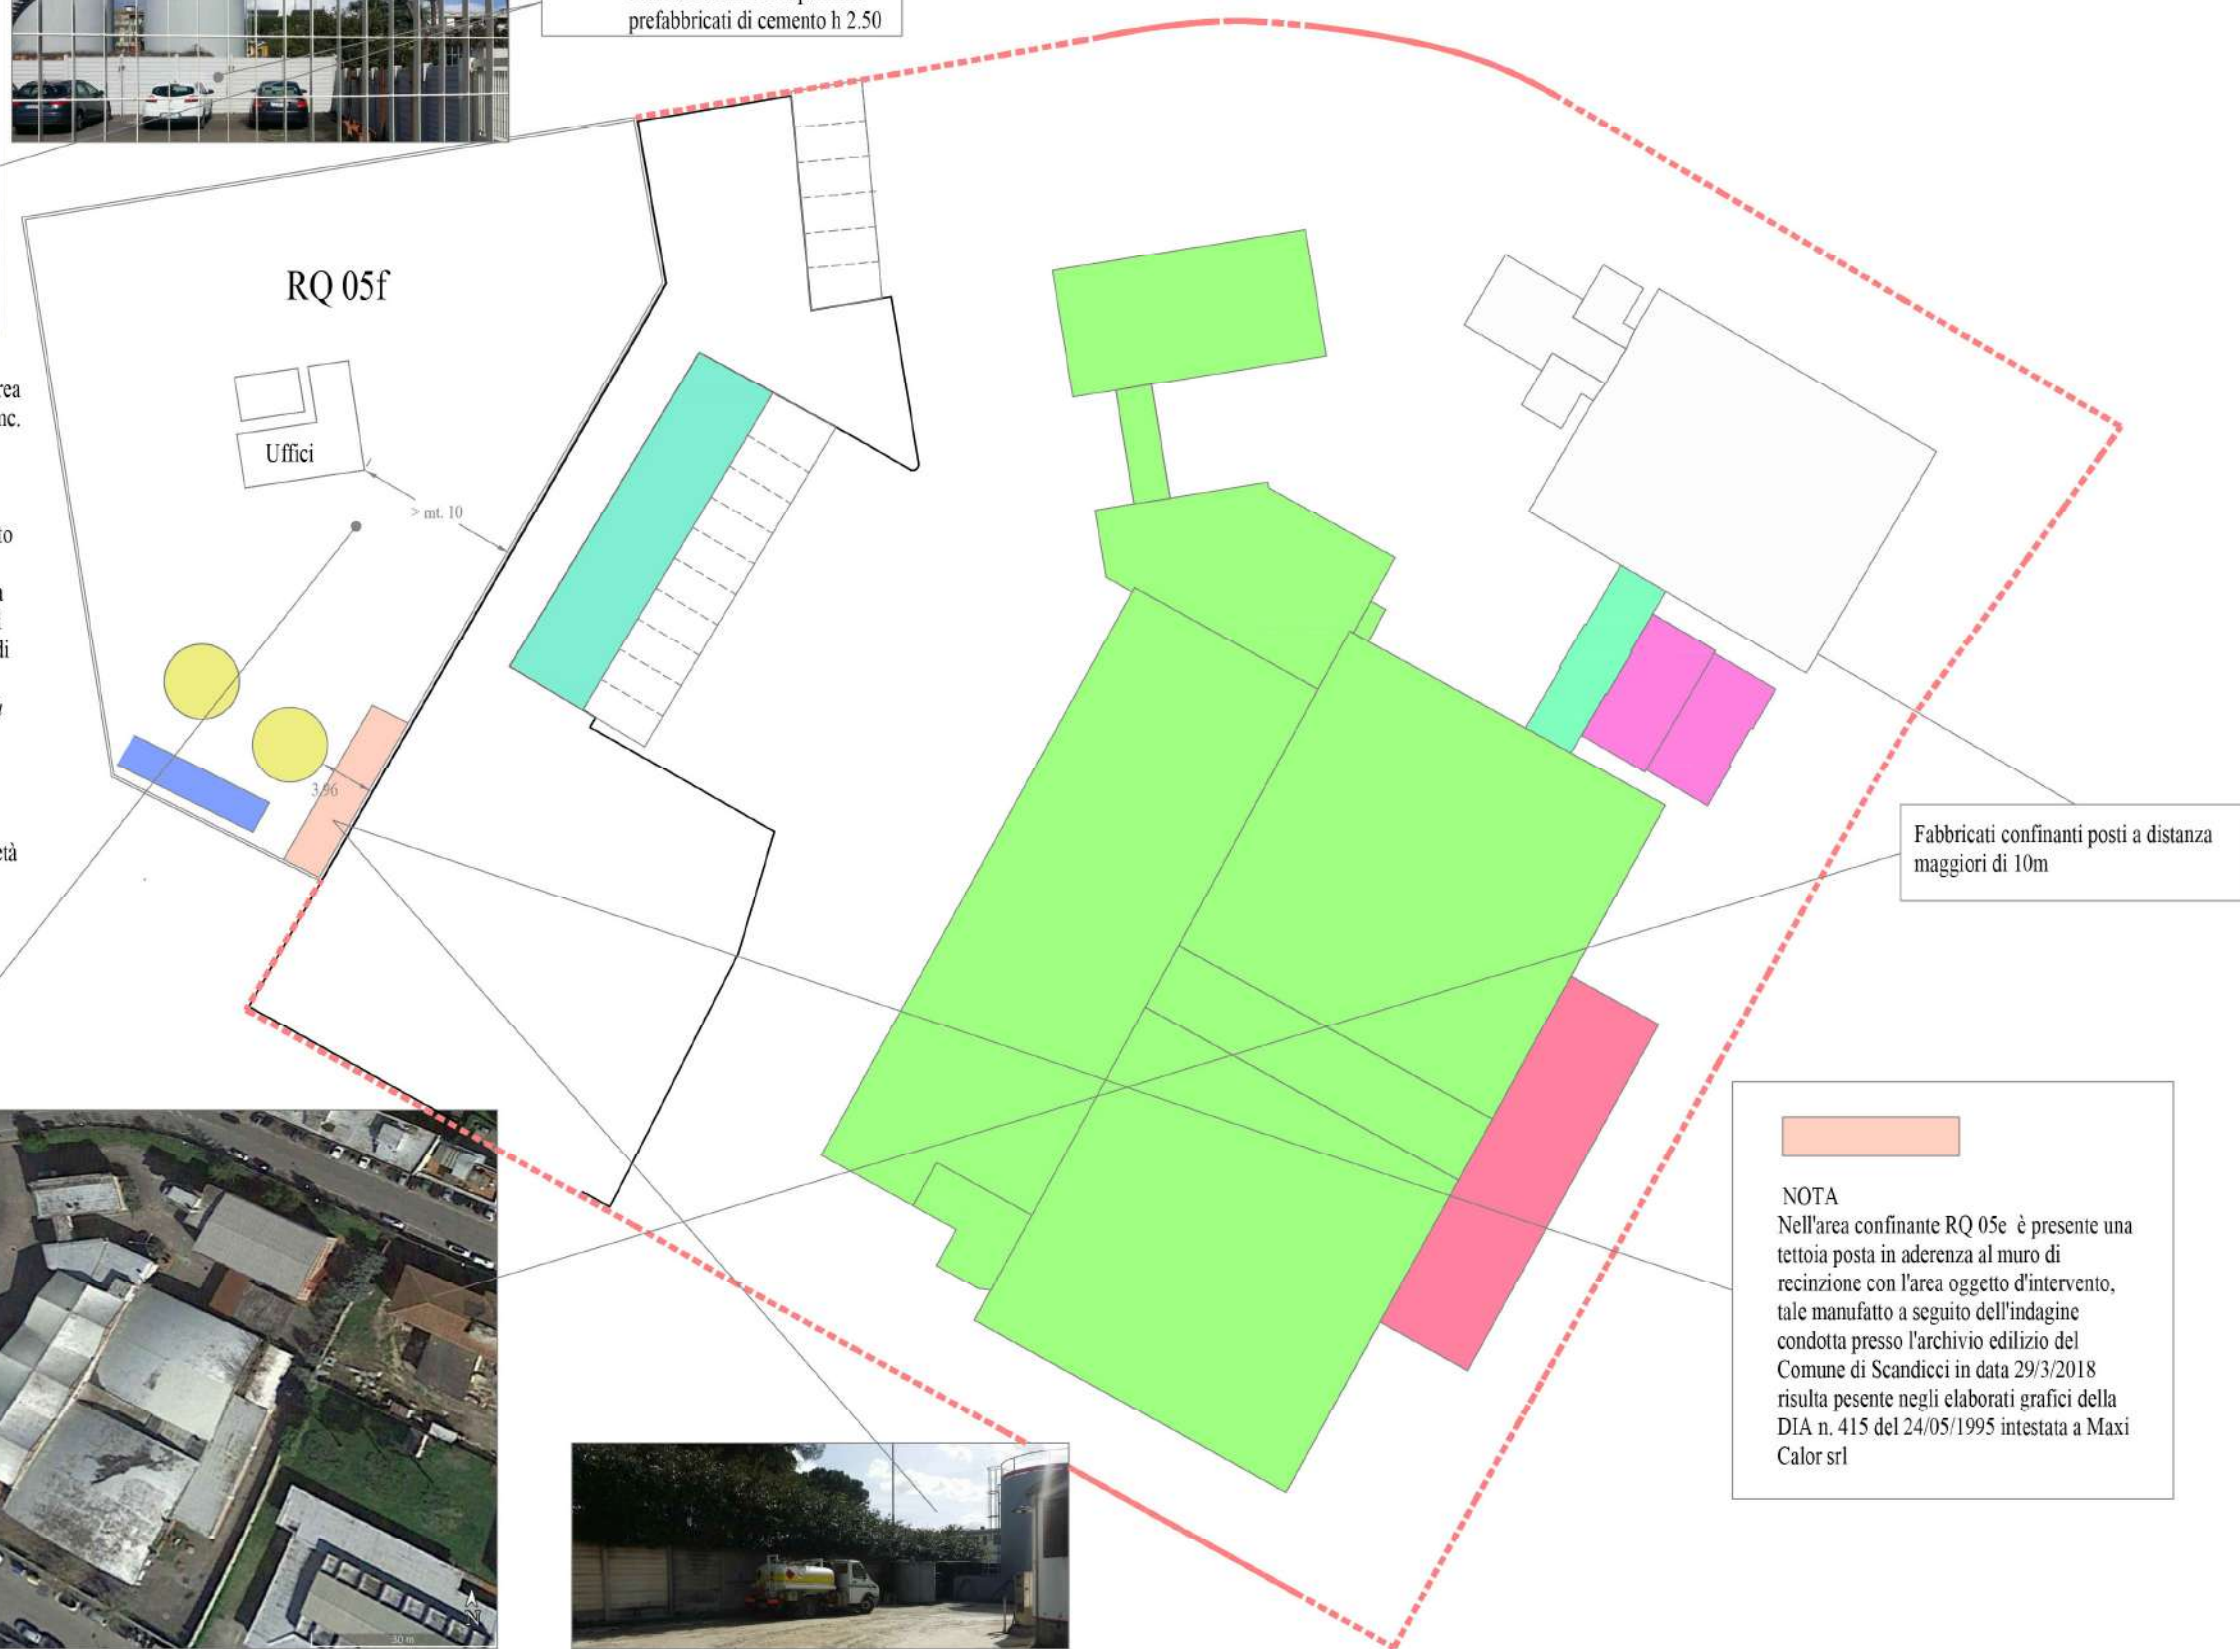 prefabbricati di cemento h 2.50
RQ 05f
Uffici
> mt. 10
3.96
Fabbricati confinanti posti a distanza
maggiori di 10m
NOTA
Nell'area confinante RQ 05e è presente una
tettoia posta in aderenza al muro di
recinzione con l'area oggetto d'intervento,
tale manufatto a seguito dell'indagine
condotta presso l'archivio edilizio del
Comune di Scandicci in data 29/3/2018
risulta pesente negli elaborati grafici della
DIA n. 415 del 24/05/1995 intestata a Maxi
Calor srl
N
30 m